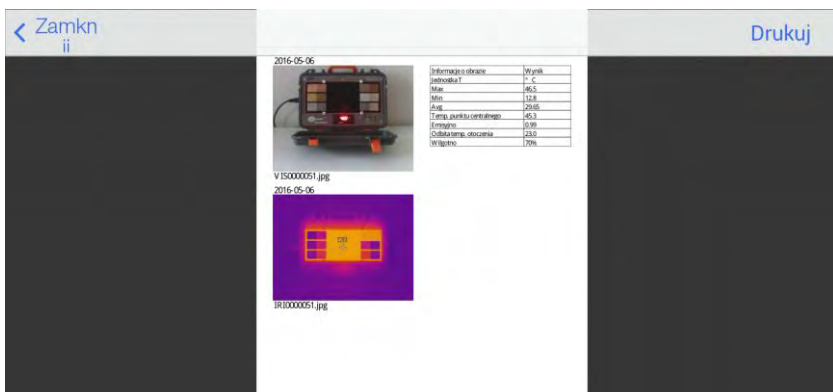 Zamkn
ii
Drukuj
2016-05-06
Informacje o obrazie Wynik
Jednostka T ° C
Max 46.5
Min 12.8
Avg 29.65
Temp. punktu centralnego 45.3
Emisyjno 0.99
Odbita temp. otoczenia 23.0
Wilgotno 70%
VIS0000051.jpg
2016-05-06
IRI0000051.jpg